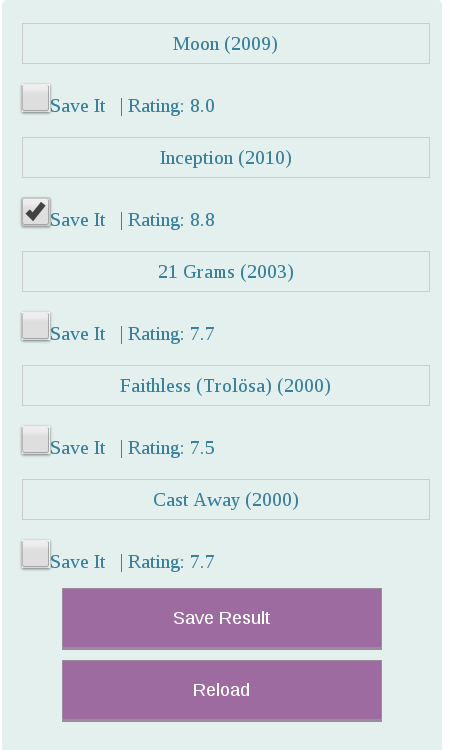 Moon (2009)
Save It | Rating: 8.0
Inception (2010)
Save It | Rating: 8.8
21 Grams (2003)
Save It | Rating: 7.7
Faithless (Trolösa) (2000)
Save It | Rating: 7.5
Cast Away (2000)
Save It | Rating: 7.7
Save Result
Reload